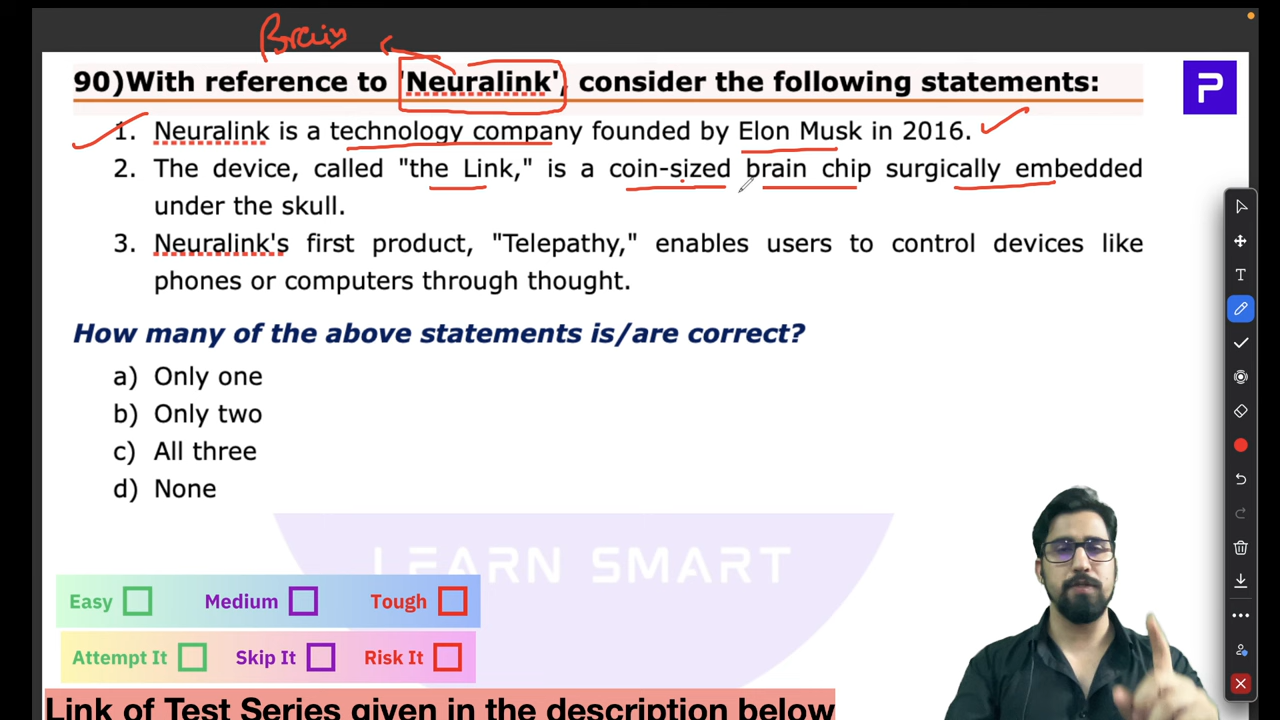 Brain
90)With reference to 'Neuralink', consider the following statements:
1. Neuralink is a technology company founded by Elon Musk in 2016.
2. The device, called "the Link," is a coin-sized brain chip surgically embedded
under the skull.
3. Neuralink's first product, "Telepathy," enables users to control devices like
phones or computers through thought.
How many of the above statements is/are correct?
a) Only one
b) Only two
c) All three
d) None
LEARN SMART
Easy Medium Tough
Attempt It Skip It Risk It
Link of Test Series given in the description below